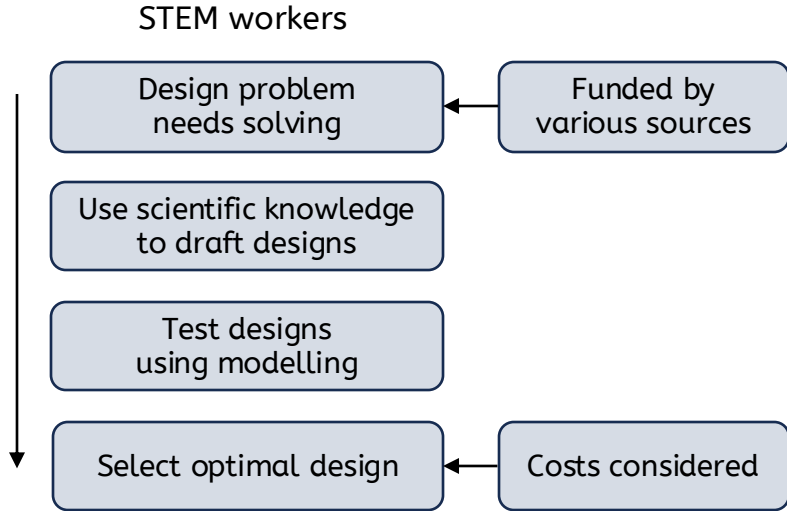 STEM workers
Design problem
needs solving
Funded by
various sources
Use scientific knowledge
to draft designs
Test designs
using modelling
Select optimal design
Costs considered